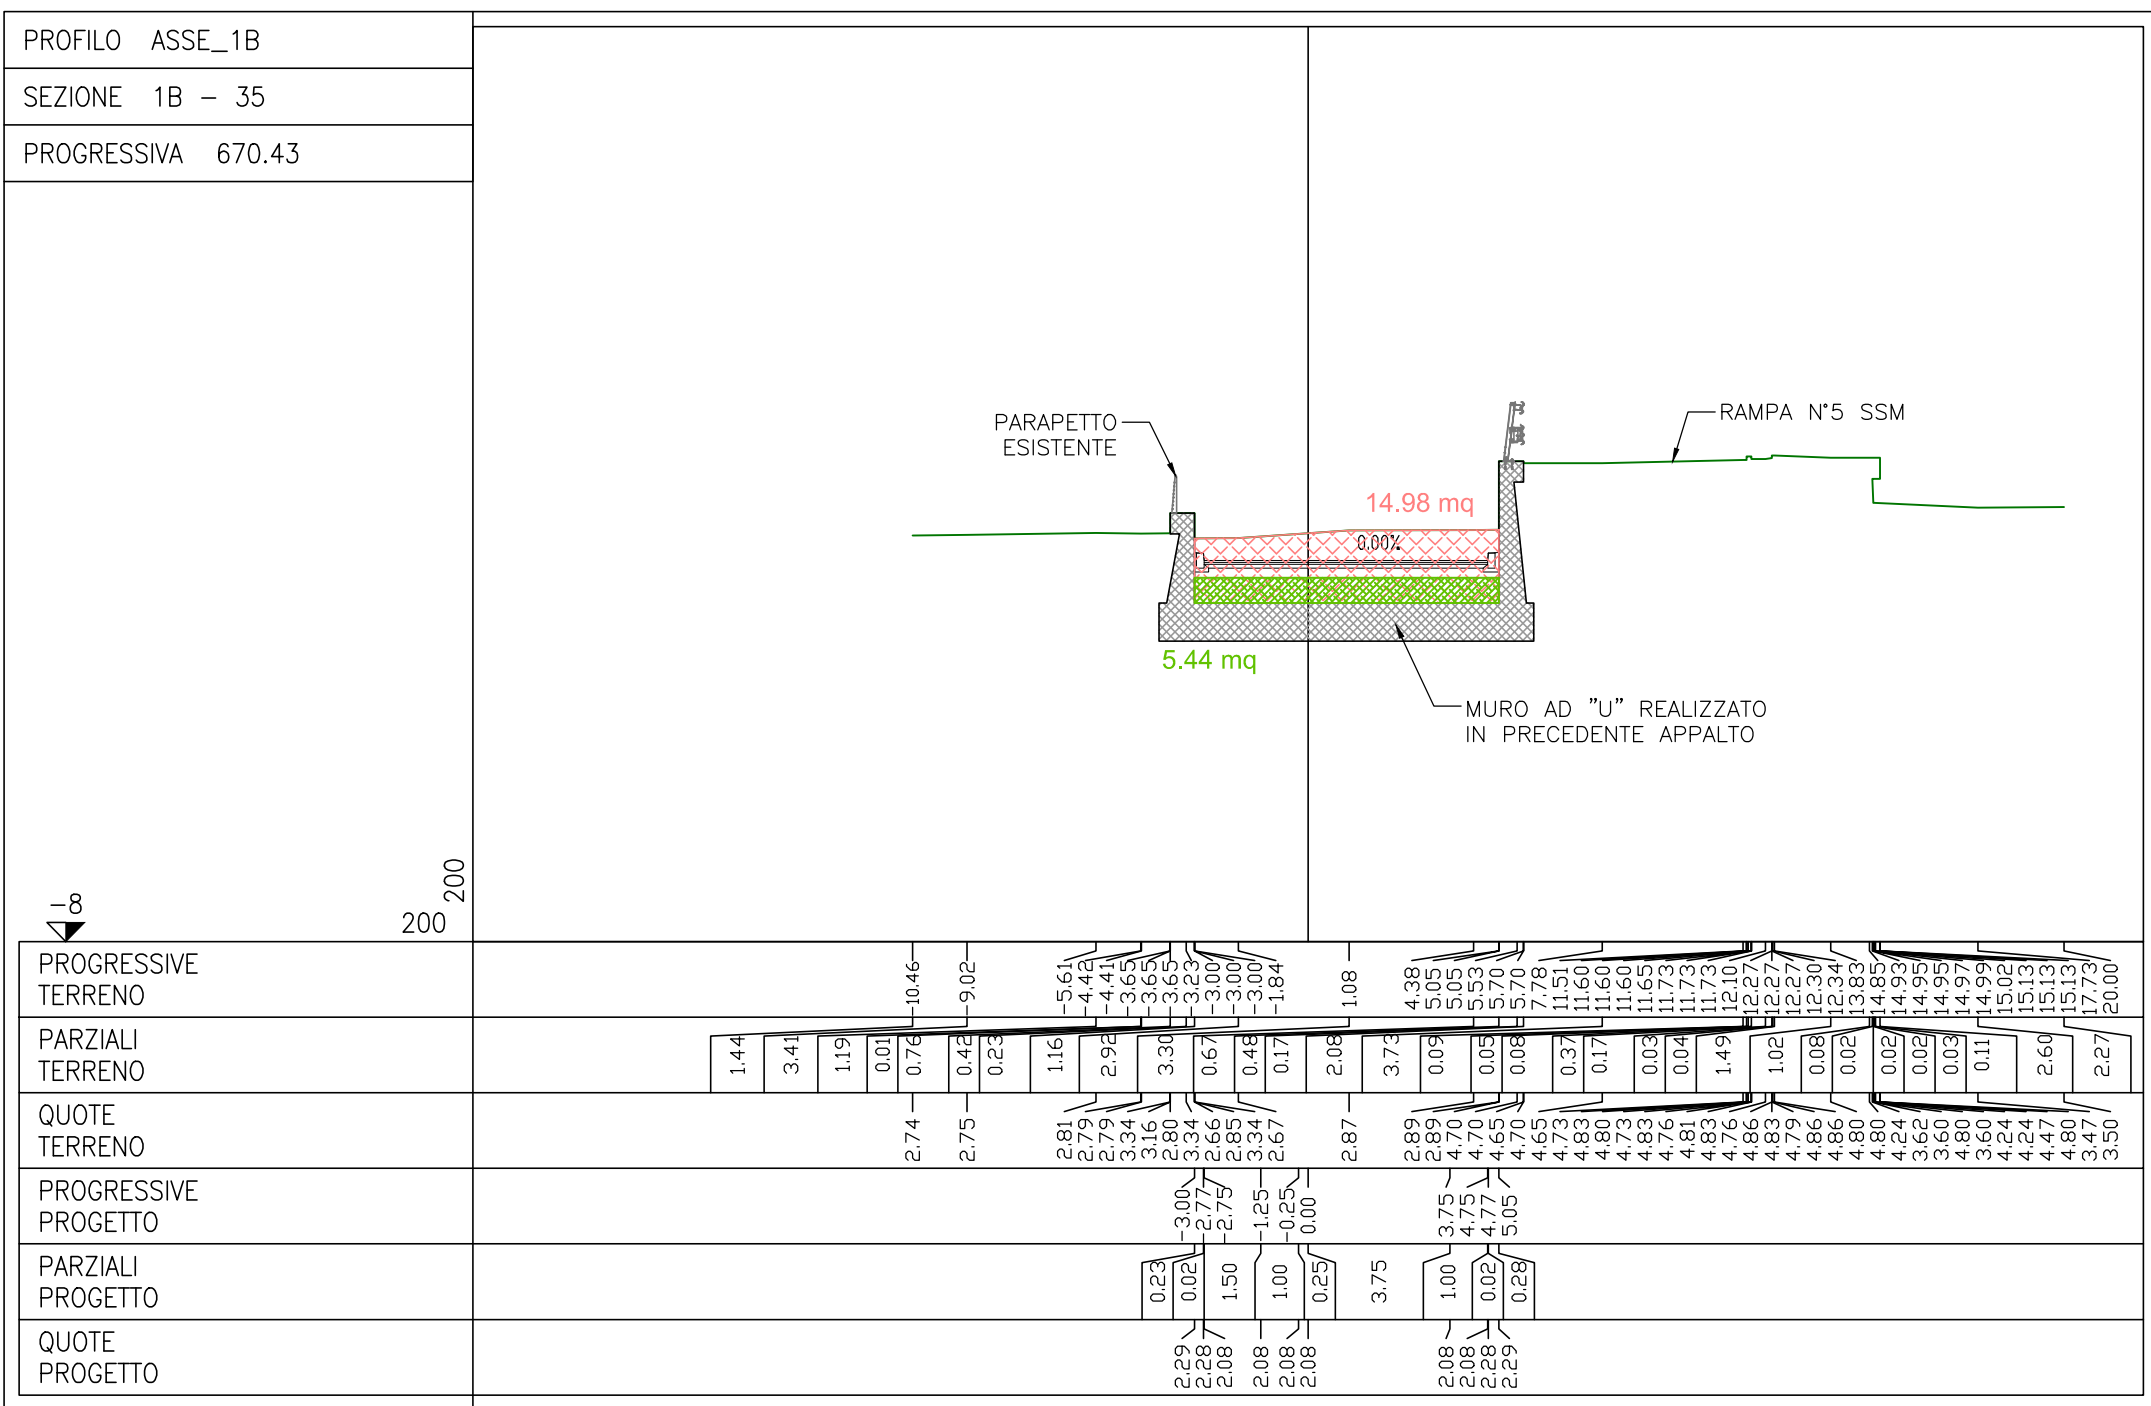 PROFILO ASSE_1B
SEZIONE 1B - 35
PROGRESSIVA 670.43
PARAPETTO
ESISTENTE
RAMPA N°5 SSM
14.98 mq
0.00%
5.44 mq
MURO AD "U" REALIZZATO
IN PRECEDENTE APPALTO
-8
200
200
PROGRESSIVE
TERRENO
-10.46 -9.02 -5.61 -4.42 -4.41 -3.65 -3.65 -3.65 -3.23 -3.00 -3.00 -3.00 -1.84 1.08 4.38 5.05 5.05 5.53 5.70 5.70 7.78 11.51 11.60 11.60 11.60 11.65 11.73 11.73 11.73 12.10 12.27 12.27 12.27 12.30 12.34 13.83 14.85 14.93 14.95 14.95 14.97 14.99 15.02 15.13 15.13 15.13 17.73 20.00
PARZIALI
TERRENO
1.44 3.41 1.19 0.01 0.76 0.42 0.23 1.16 2.92 3.30 0.67 0.48 0.17 2.08 3.73 0.09 0.05 0.08 0.37 0.17 0.03 0.04 1.49 1.02 0.08 0.02 0.02 0.02 0.03 0.11 2.60 2.27
QUOTE
TERRENO
2.74 2.75 2.81 2.79 2.79 3.34 3.16 2.80 3.34 2.66 2.85 3.34 2.67 2.87 2.89 2.89 4.70 4.70 4.65 4.70 4.65 4.73 4.83 4.80 4.73 4.83 4.76 4.81 4.83 4.76 4.86 4.83 4.79 4.86 4.86 4.80 4.80 4.24 3.62 3.60 4.80 3.60 4.24 4.24 4.47 4.80 3.47 3.50
PROGRESSIVE
PROGETTO
-3.00 -2.77 -2.75 -1.25 -0.25 0.00 3.75 4.75 4.77 5.05
PARZIALI
PROGETTO
0.23 0.02 1.50 1.00 0.25 3.75 1.00 0.02 0.28
QUOTE
PROGETTO
2.29 2.28 2.08 2.08 2.08 2.08 2.08 2.08 2.28 2.29